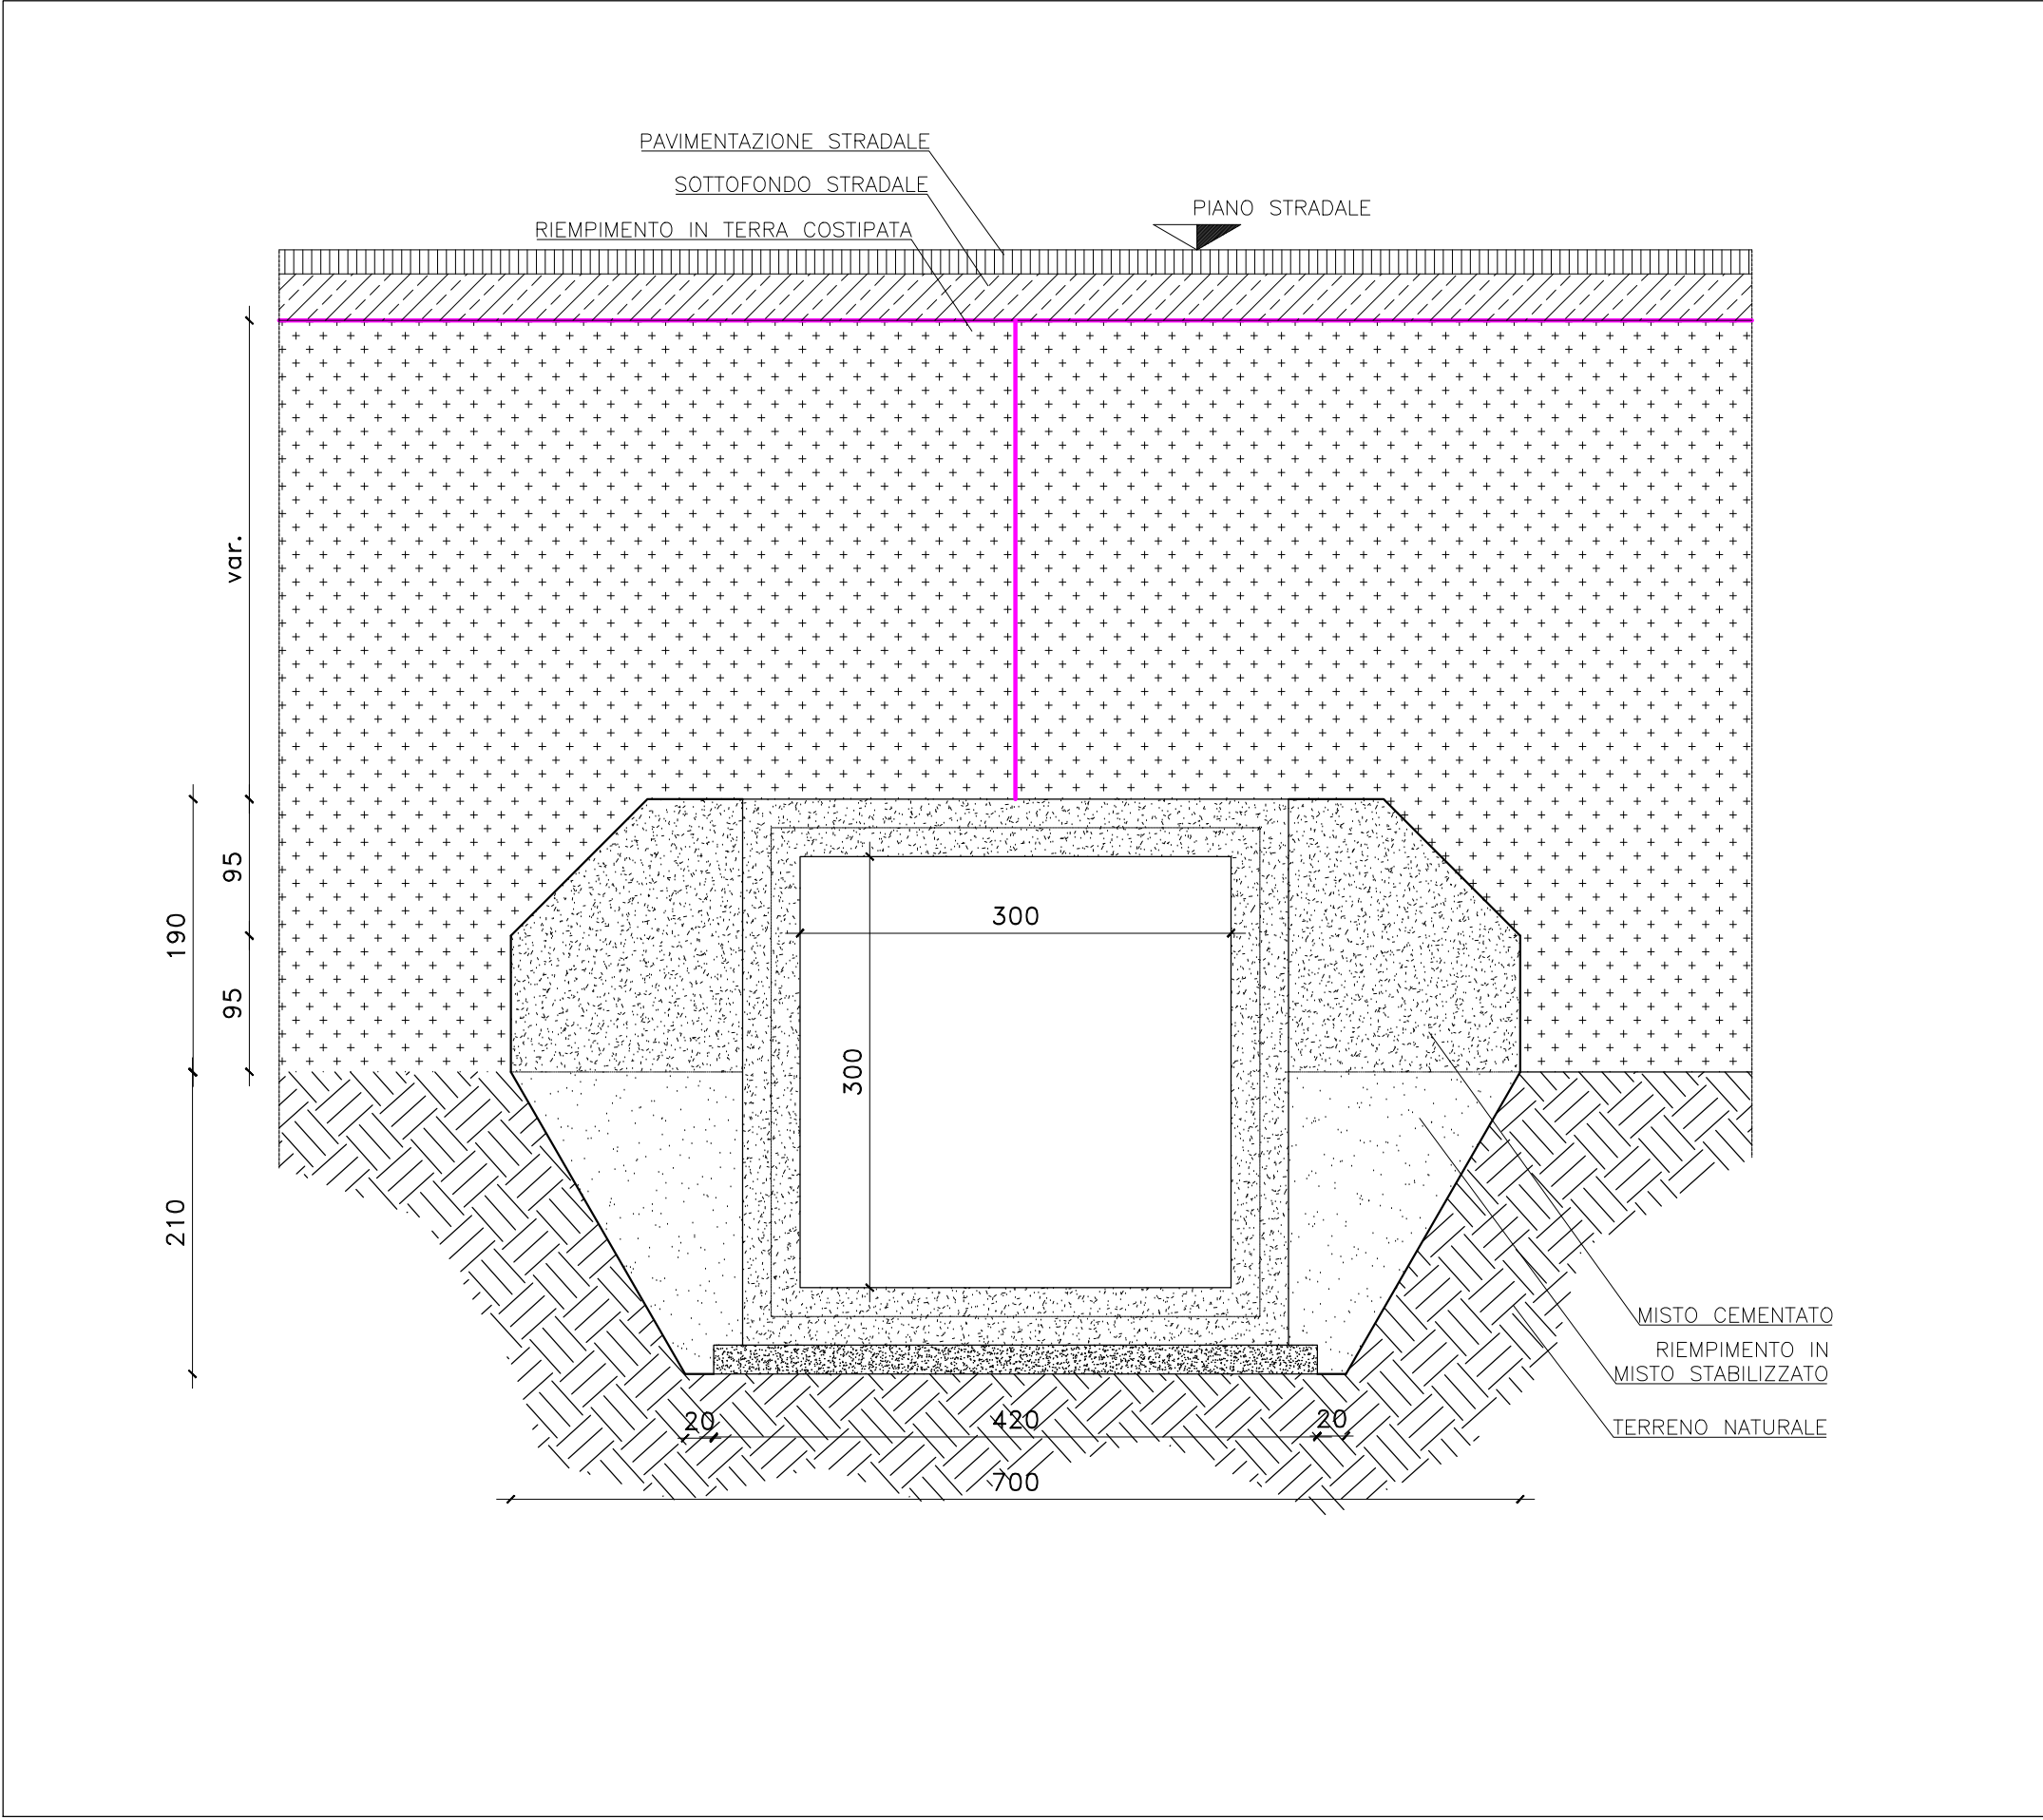 PAVIMENTAZIONE STRADALE
SOTTOFONDO STRADALE
PIANO STRADALE
RIEMPIMENTO IN TERRA COSTIPATA
var.
95
190
95
300
300
210
MISTO CEMENTATO
RIEMPIMENTO IN
MISTO STABILIZZATO
TERRENO NATURALE
20
420
20
700